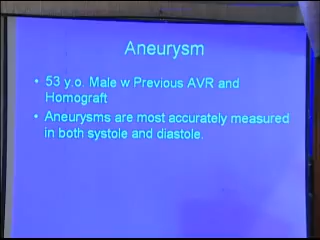 Aneurysm
• 53 y.o. Male w Previous AVR and
Homograft
• Aneurysms are most accurately measured
in both systole and diastole.